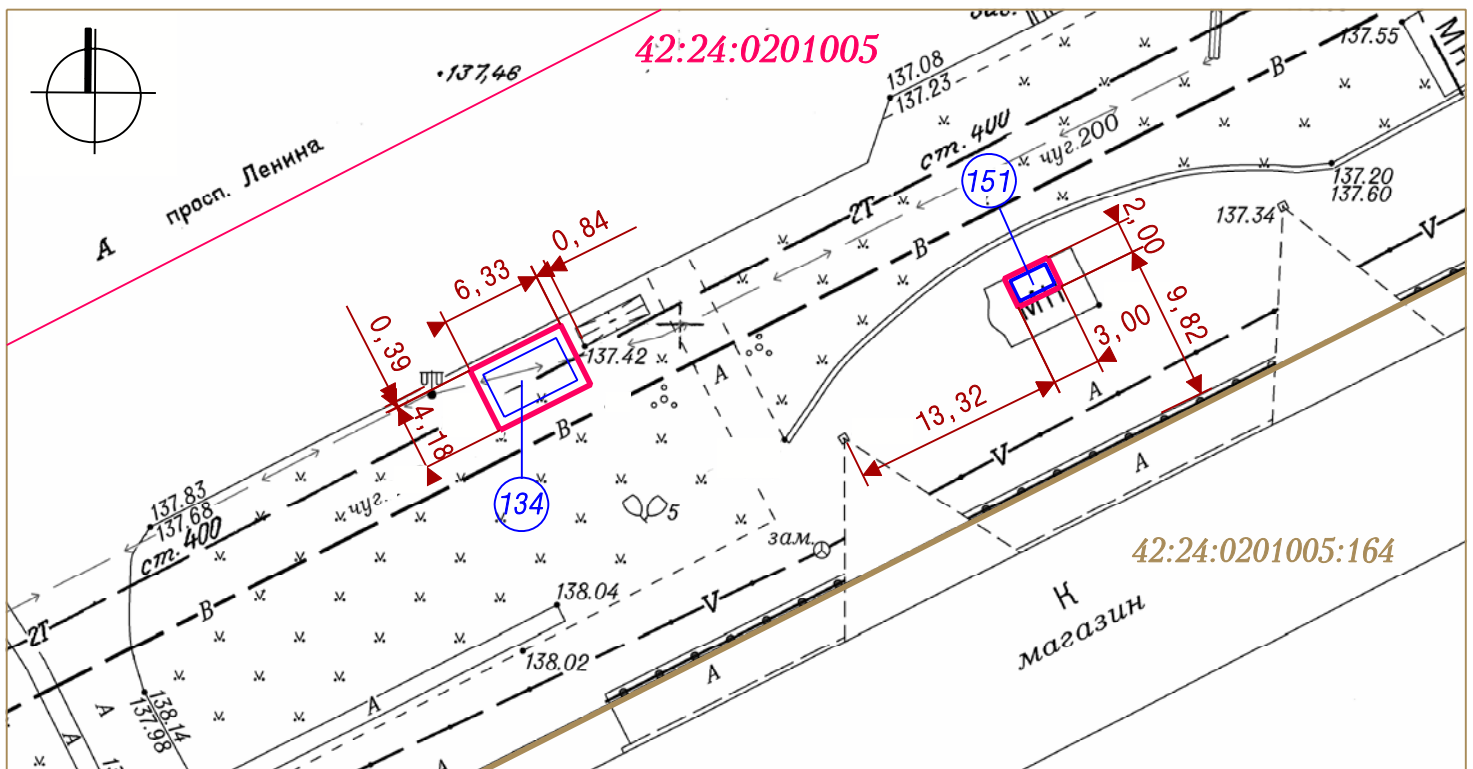 42:24:0201005
137,46
137.08
137.23
137.55
В
ст. 400
чуг.200
просп. Ленина
А
151
137.20
137.60
2Т
137.34
V
2,00
0,84
6,33
В
9,82
0,39
МН
3,00
137.42
А
4,18
13,32
А
В
V
134
А
137.83
137,68
чуг.
5
зам.
ст. 400
42:24:0201005:164
138.04
В
V
К
2Т
магазин
138.02
А
138.14
137.98
А
А
А